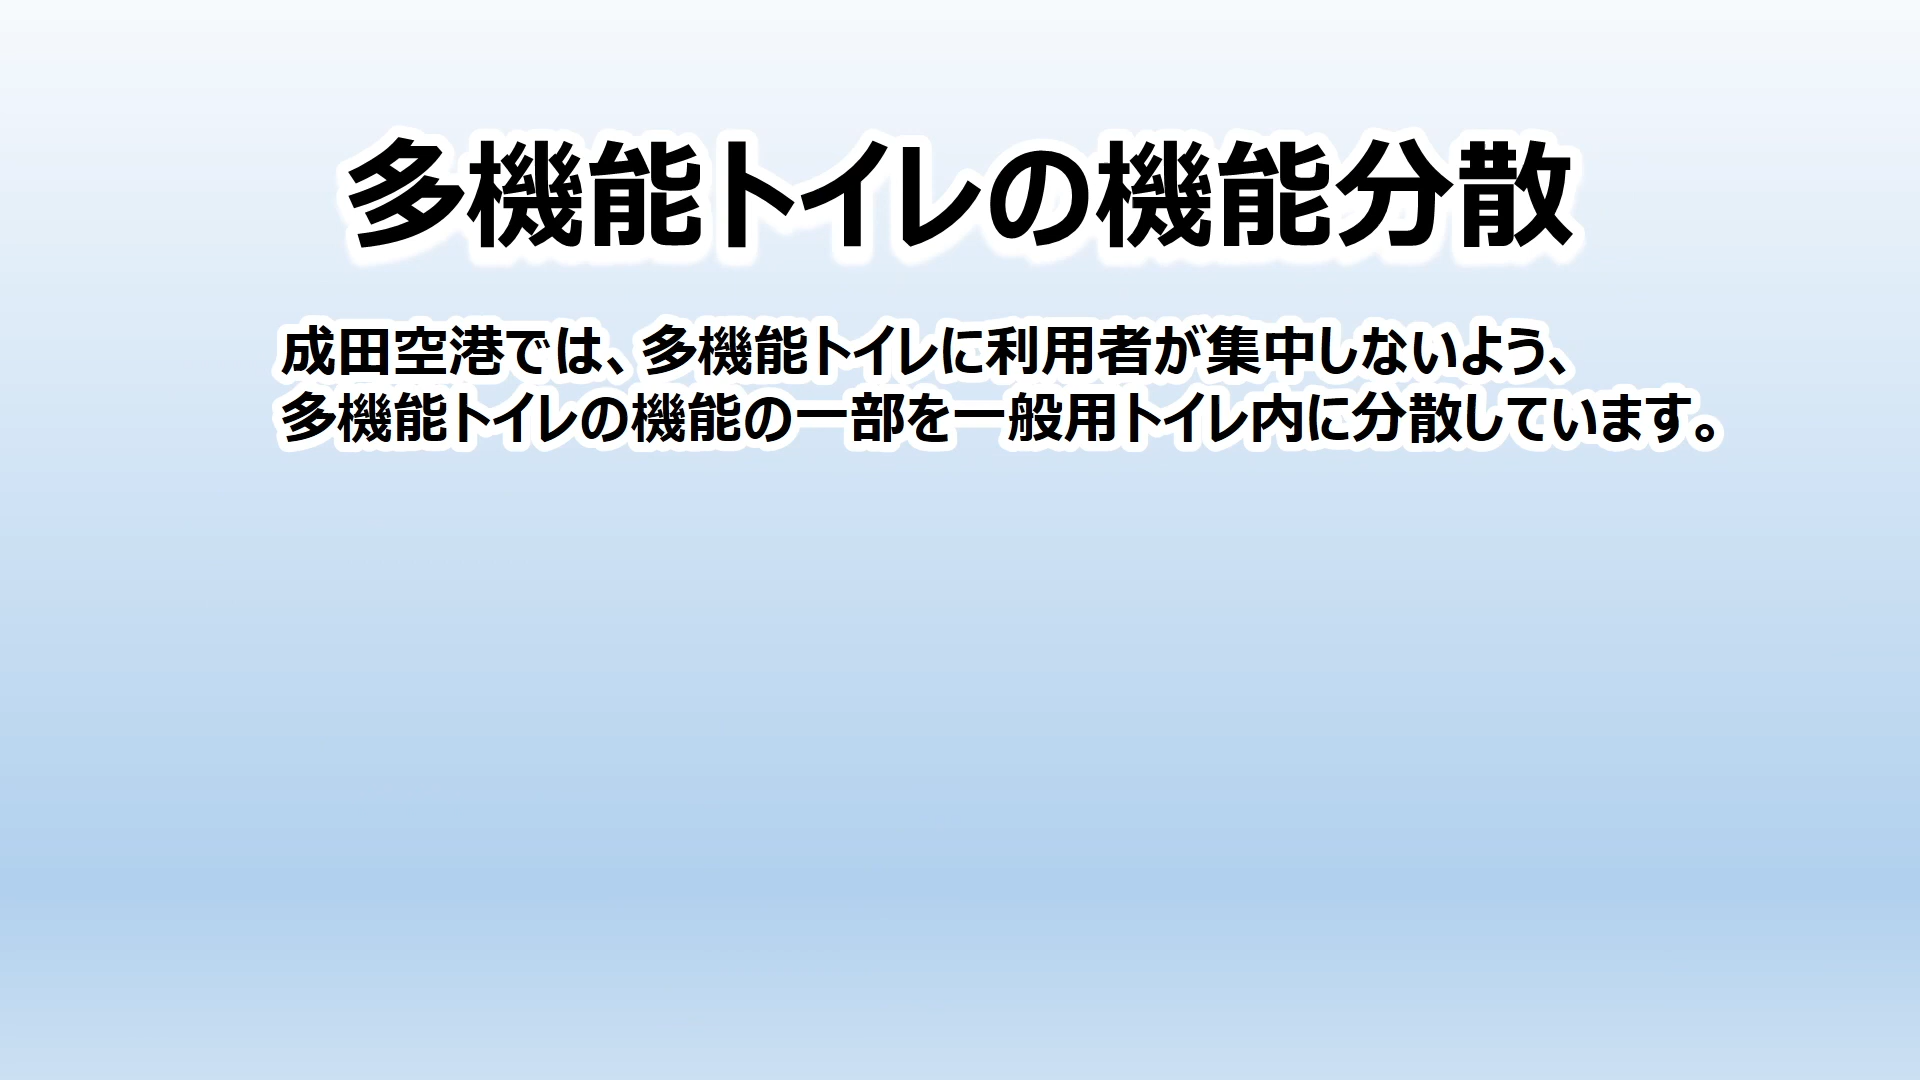 多機能トイレの機能分散
成田空港では、多機能トイレに利用者が集中しないよう、
多機能トイレの機能の一部を一般用トイレ内に分散しています。